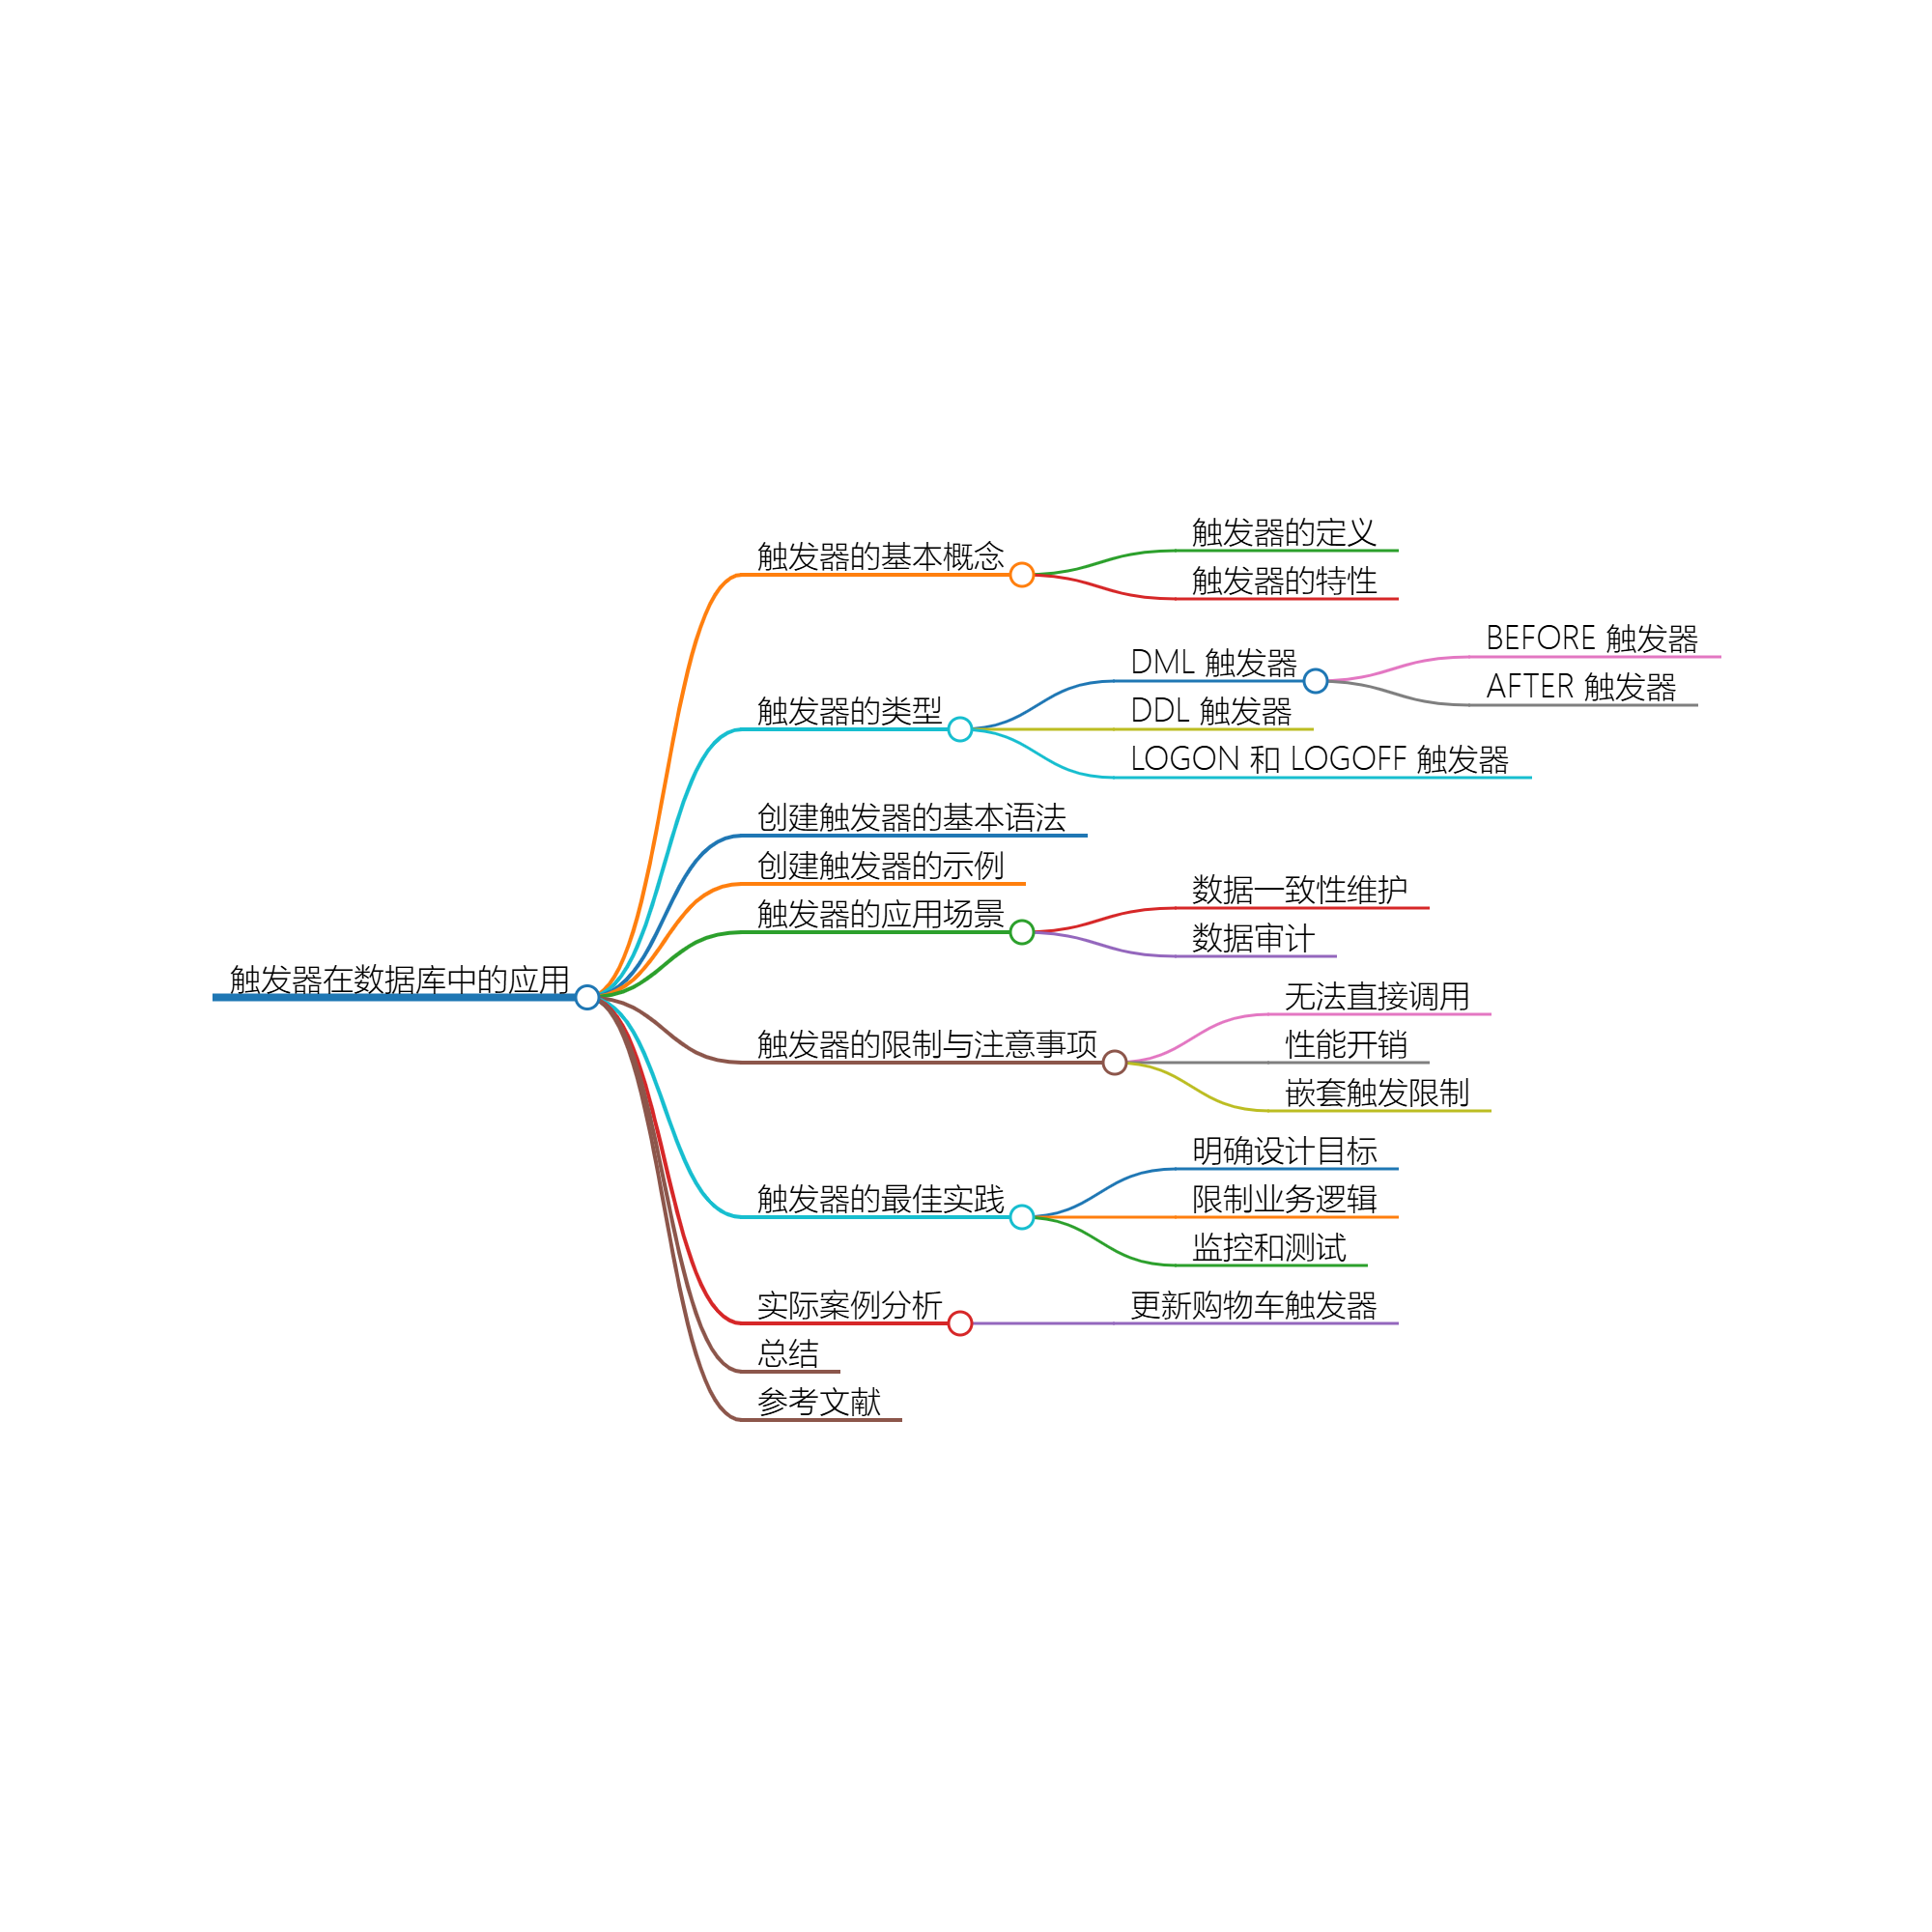 触发器在数据库中的应用
触发器的基本概念
触发器的定义
触发器的特性
触发器的类型
DML 触发器
BEFORE 触发器
AFTER 触发器
DDL 触发器
LOGON 和 LOGOFF 触发器
创建触发器的基本语法
创建触发器的示例
触发器的应用场景
数据一致性维护
数据审计
触发器的限制与注意事项
无法直接调用
性能开销
嵌套触发限制
触发器的最佳实践
明确设计目标
限制业务逻辑
监控和测试
实际案例分析
更新购物车触发器
总结
参考文献